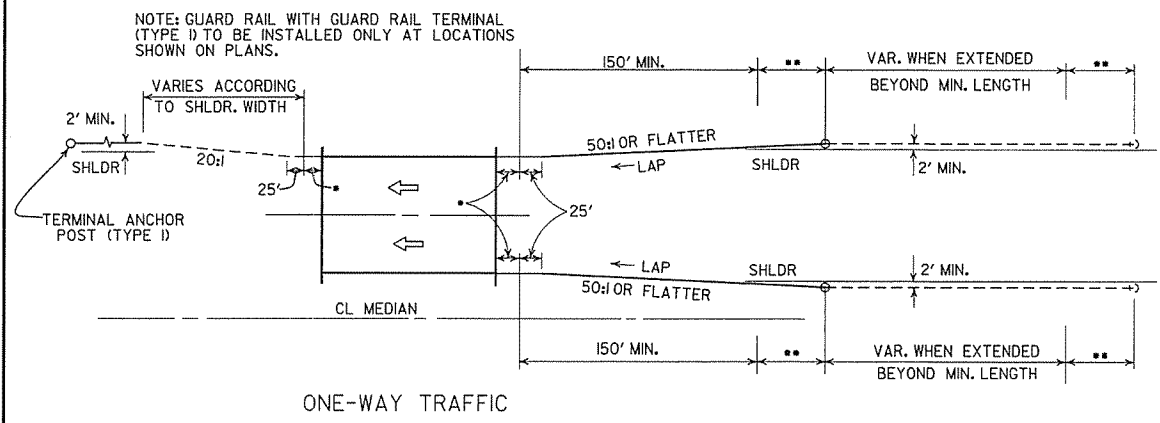 NOTE: GUARD RAIL WITH GUARD RAIL TERMINAL
(TYPE I) TO BE INSTALLED ONLY AT LOCATIONS
SHOWN ON PLANS.
150' MIN.
**
VAR. WHEN EXTENDED
BEYOND MIN. LENGTH
**
VARIES ACCORDING
TO SHLDR. WIDTH
2' MIN.
SHLDR
20:1
50:1 OR FLATTER
LAP
SHLDR
2' MIN.
25'
*
*
25'
TERMINAL ANCHOR
POST (TYPE I)
LAP
SHLDR
2' MIN.
50:1 OR FLATTER
CL MEDIAN
150' MIN.
**
VAR. WHEN EXTENDED
BEYOND MIN. LENGTH
**
ONE-WAY TRAFFIC